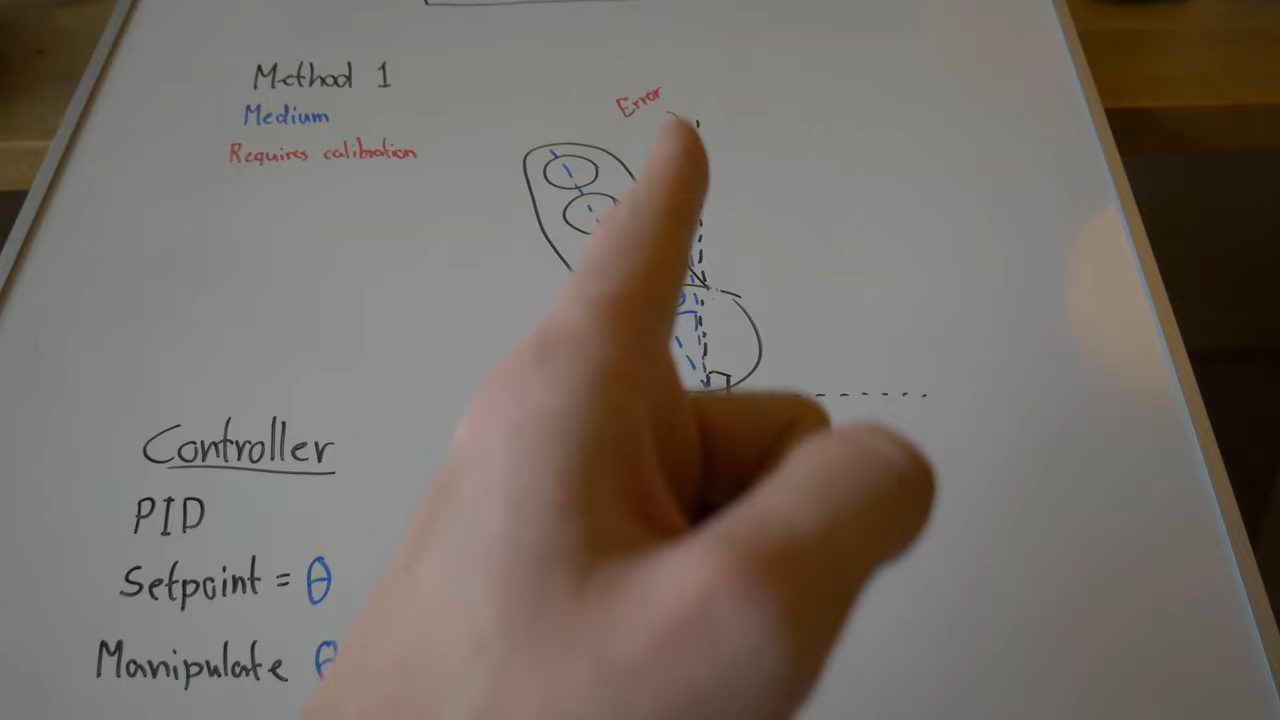 Method 1
Medium
Requires calibration
Error
Controller
PID
Setpoint = θ
Manipulate